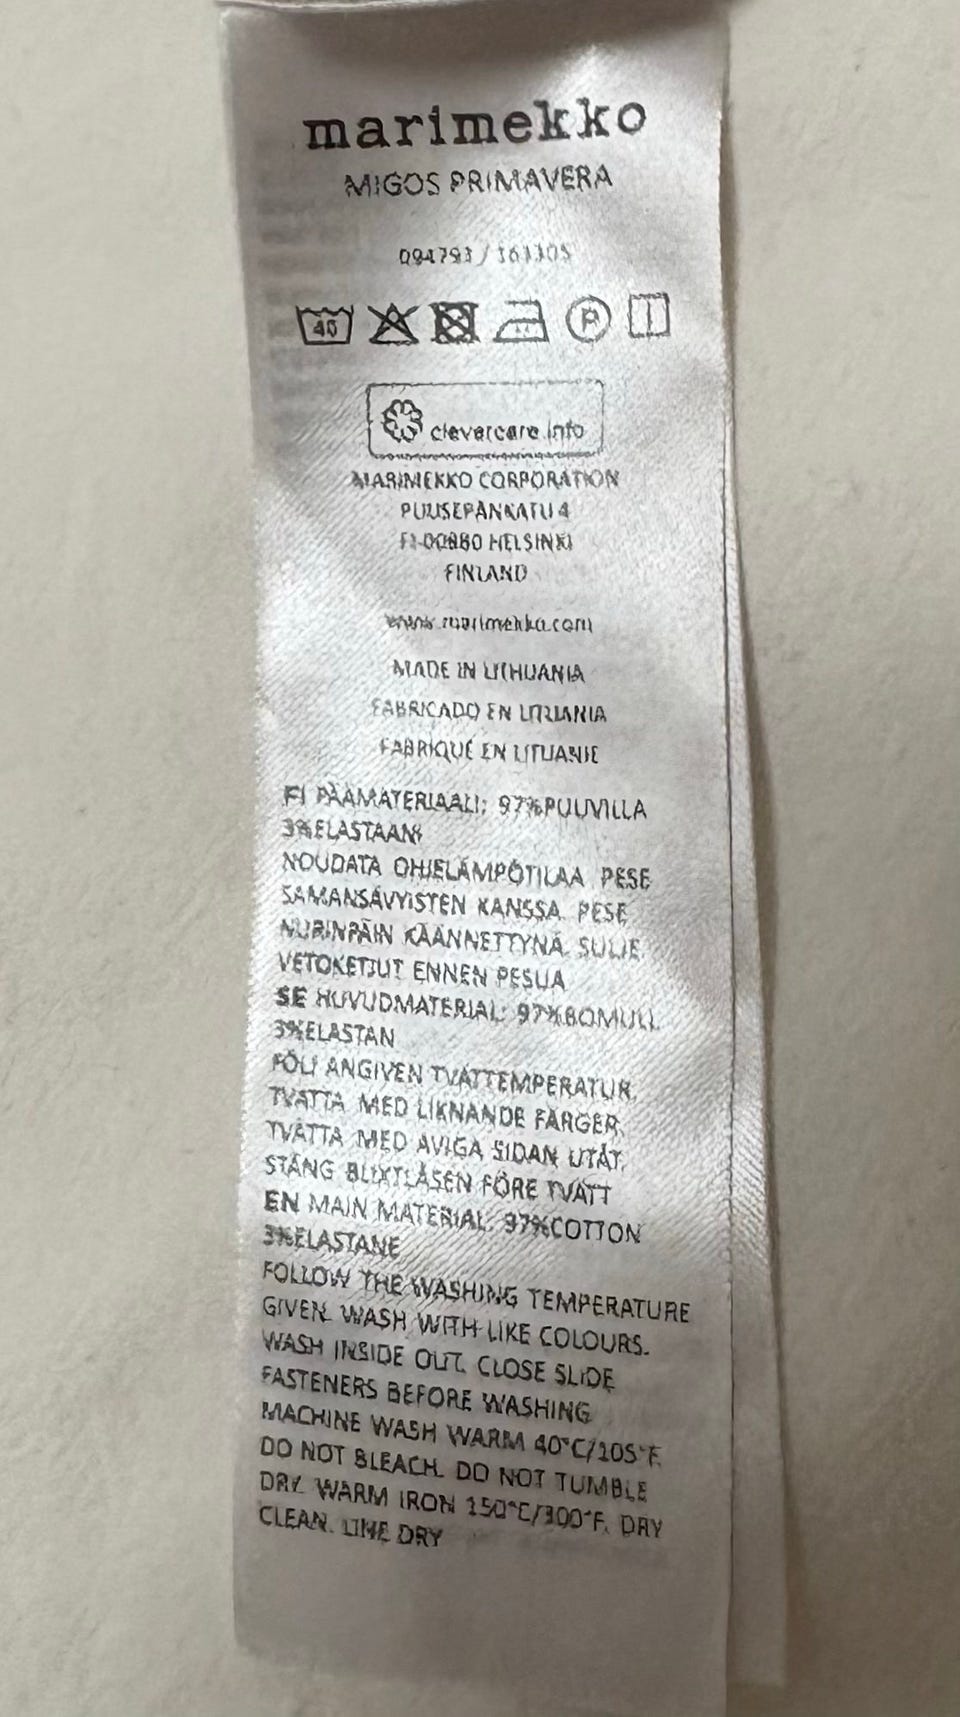 marimekko
MIGOS PRIMAVERA
40
P
clevercare.info
MARIMEKKO CORPORATION
PUUSEPÄNKATU 4
FI-00880 HELSINKI
FINLAND
www.marimekko.com
MADE IN LITHUANIA
FABRICADO EN LITUANIA
FABRIQUÉ EN LITUANIE
FI PÄÄMATERIAALI: 97%PUUVILLA
3%ELASTAANI
NOUDATA OHJELÄMPÖTILAA. PESE
SAMANSÄVYISTEN KANSSA. PESE
NURINPÄIN KÄÄNNETTYNÄ. SULJE
VETOKETJUT ENNEN PESUA
SE HUVUDMATERIAL: 97%BOMULL
3%ELASTAN
FÖLJ ANGIVEN TVÄTTEMPERATUR.
TVÄTTA MED LIKNANDE FÄRGER.
TVÄTTA MED AVIGA SIDAN UTÅT.
STÄNG BLIXTLÅSEN FÖRE TVÄTT
EN MAIN MATERIAL: 97%COTTON
3%ELASTANE
FOLLOW THE WASHING TEMPERATURE
GIVEN. WASH WITH LIKE COLOURS.
WASH INSIDE OUT. CLOSE SLIDE
FASTENERS BEFORE WASHING
MACHINE WASH WARM 40°C/105°F.
DO NOT BLEACH. DO NOT TUMBLE
DRY. WARM IRON 150°C/300°F. DRY
CLEAN. LINE DRY